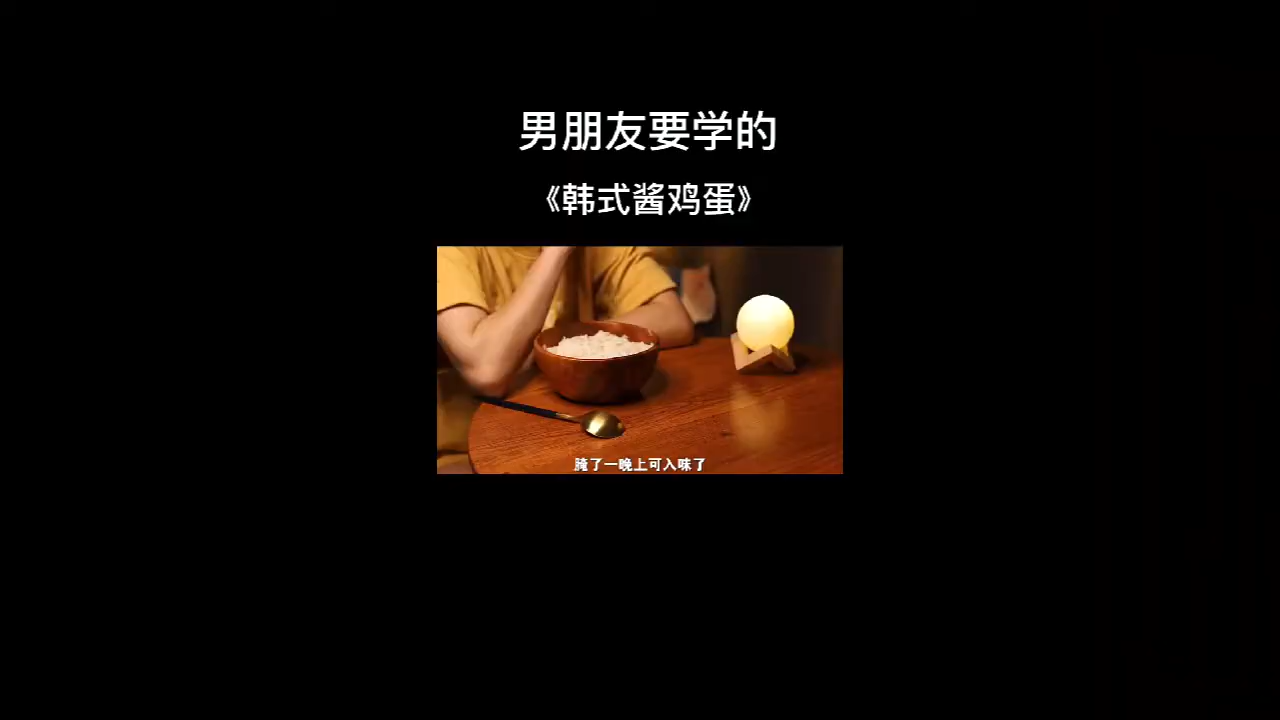 男朋友要学的
《韩式酱鸡蛋》
腌了一晚上可入味了